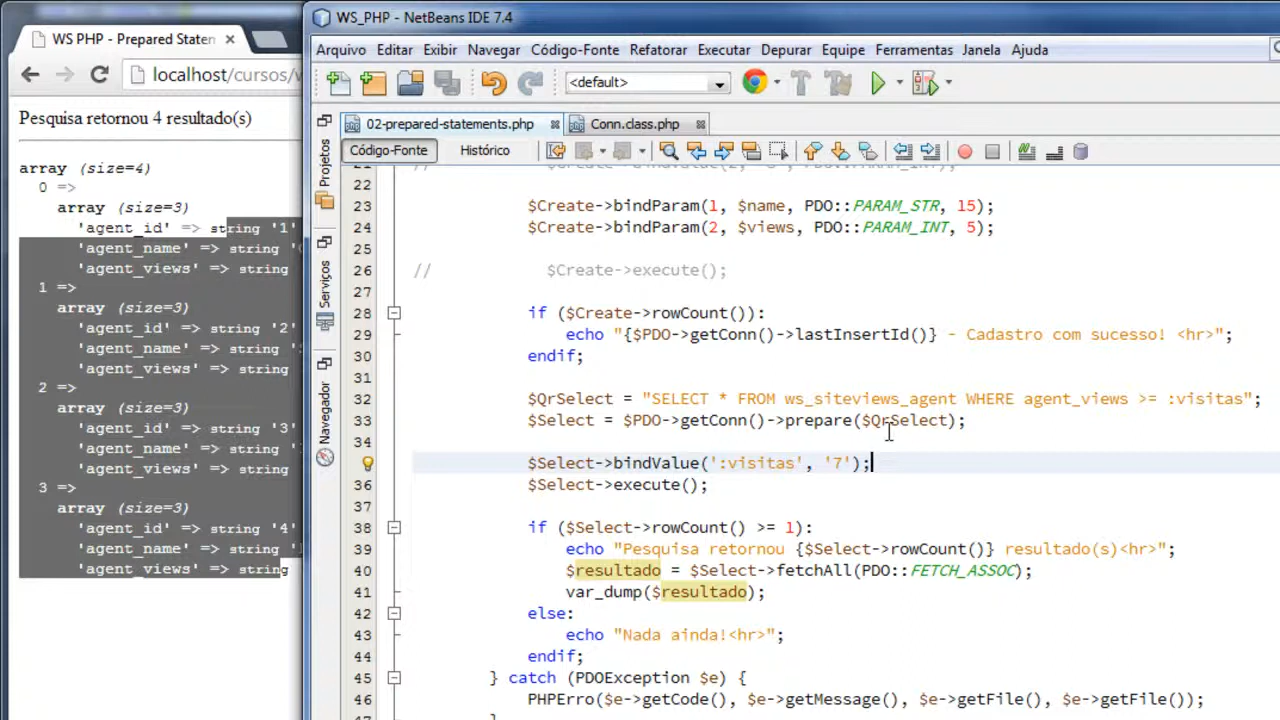 WS PHP - Prepared Statem
localhost/cursos/
Pesquisa retornou 4 resultado(s)
array (size=4)
0 =>
array (size=3)
'agent_id' => string '1'
'agent_name' => string '
'agent_views' => string
1 =>
array (size=3)
'agent_id' => string '2'
'agent_name' => string '
'agent_views' => string
2 =>
array (size=3)
'agent_id' => string '3'
'agent_name' => string '
'agent_views' => string
3 =>
array (size=3)
'agent_id' => string '4'
'agent_name' => string '
'agent_views' => string
WS_PHP - NetBeans IDE 7.4
Arquivo Editar Exibir Navegar Código-Fonte Refatorar Executar Depurar Equipe Ferramentas Janela Ajuda
<default>
02-prepared-statements.php Conn.class.php
Código-Fonte Histórico
Projetos
Serviços
Navegador
22
23 $Create->bindParam(1, $name, PDO::PARAM_STR, 15);
24 $Create->bindParam(2, $views, PDO::PARAM_INT, 5);
25
26 // $Create->execute();
27
28 if ($Create->rowCount()):
29 echo "{$PDO->getConn()->lastInsertId()} - Cadastro com sucesso! <hr>";
30 endif;
31
32 $QrSelect = "SELECT * FROM ws_siteviews_agent WHERE agent_views >= :visitas";
33 $Select = $PDO->getConn()->prepare($QrSelect);
34
$Select->bindValue(':visitas', '7');
36 $Select->execute();
37
38 if ($Select->rowCount() >= 1):
39 echo "Pesquisa retornou {$Select->rowCount()} resultado(s)<hr>";
40 $resultado = $Select->fetchAll(PDO::FETCH_ASSOC);
41 var_dump($resultado);
42 else:
43 echo "Nada ainda!<hr>";
44 endif;
45 } catch (PDOException $e) {
46 PHPErro($e->getCode(), $e->getMessage(), $e->getFile(), $e->getFile());